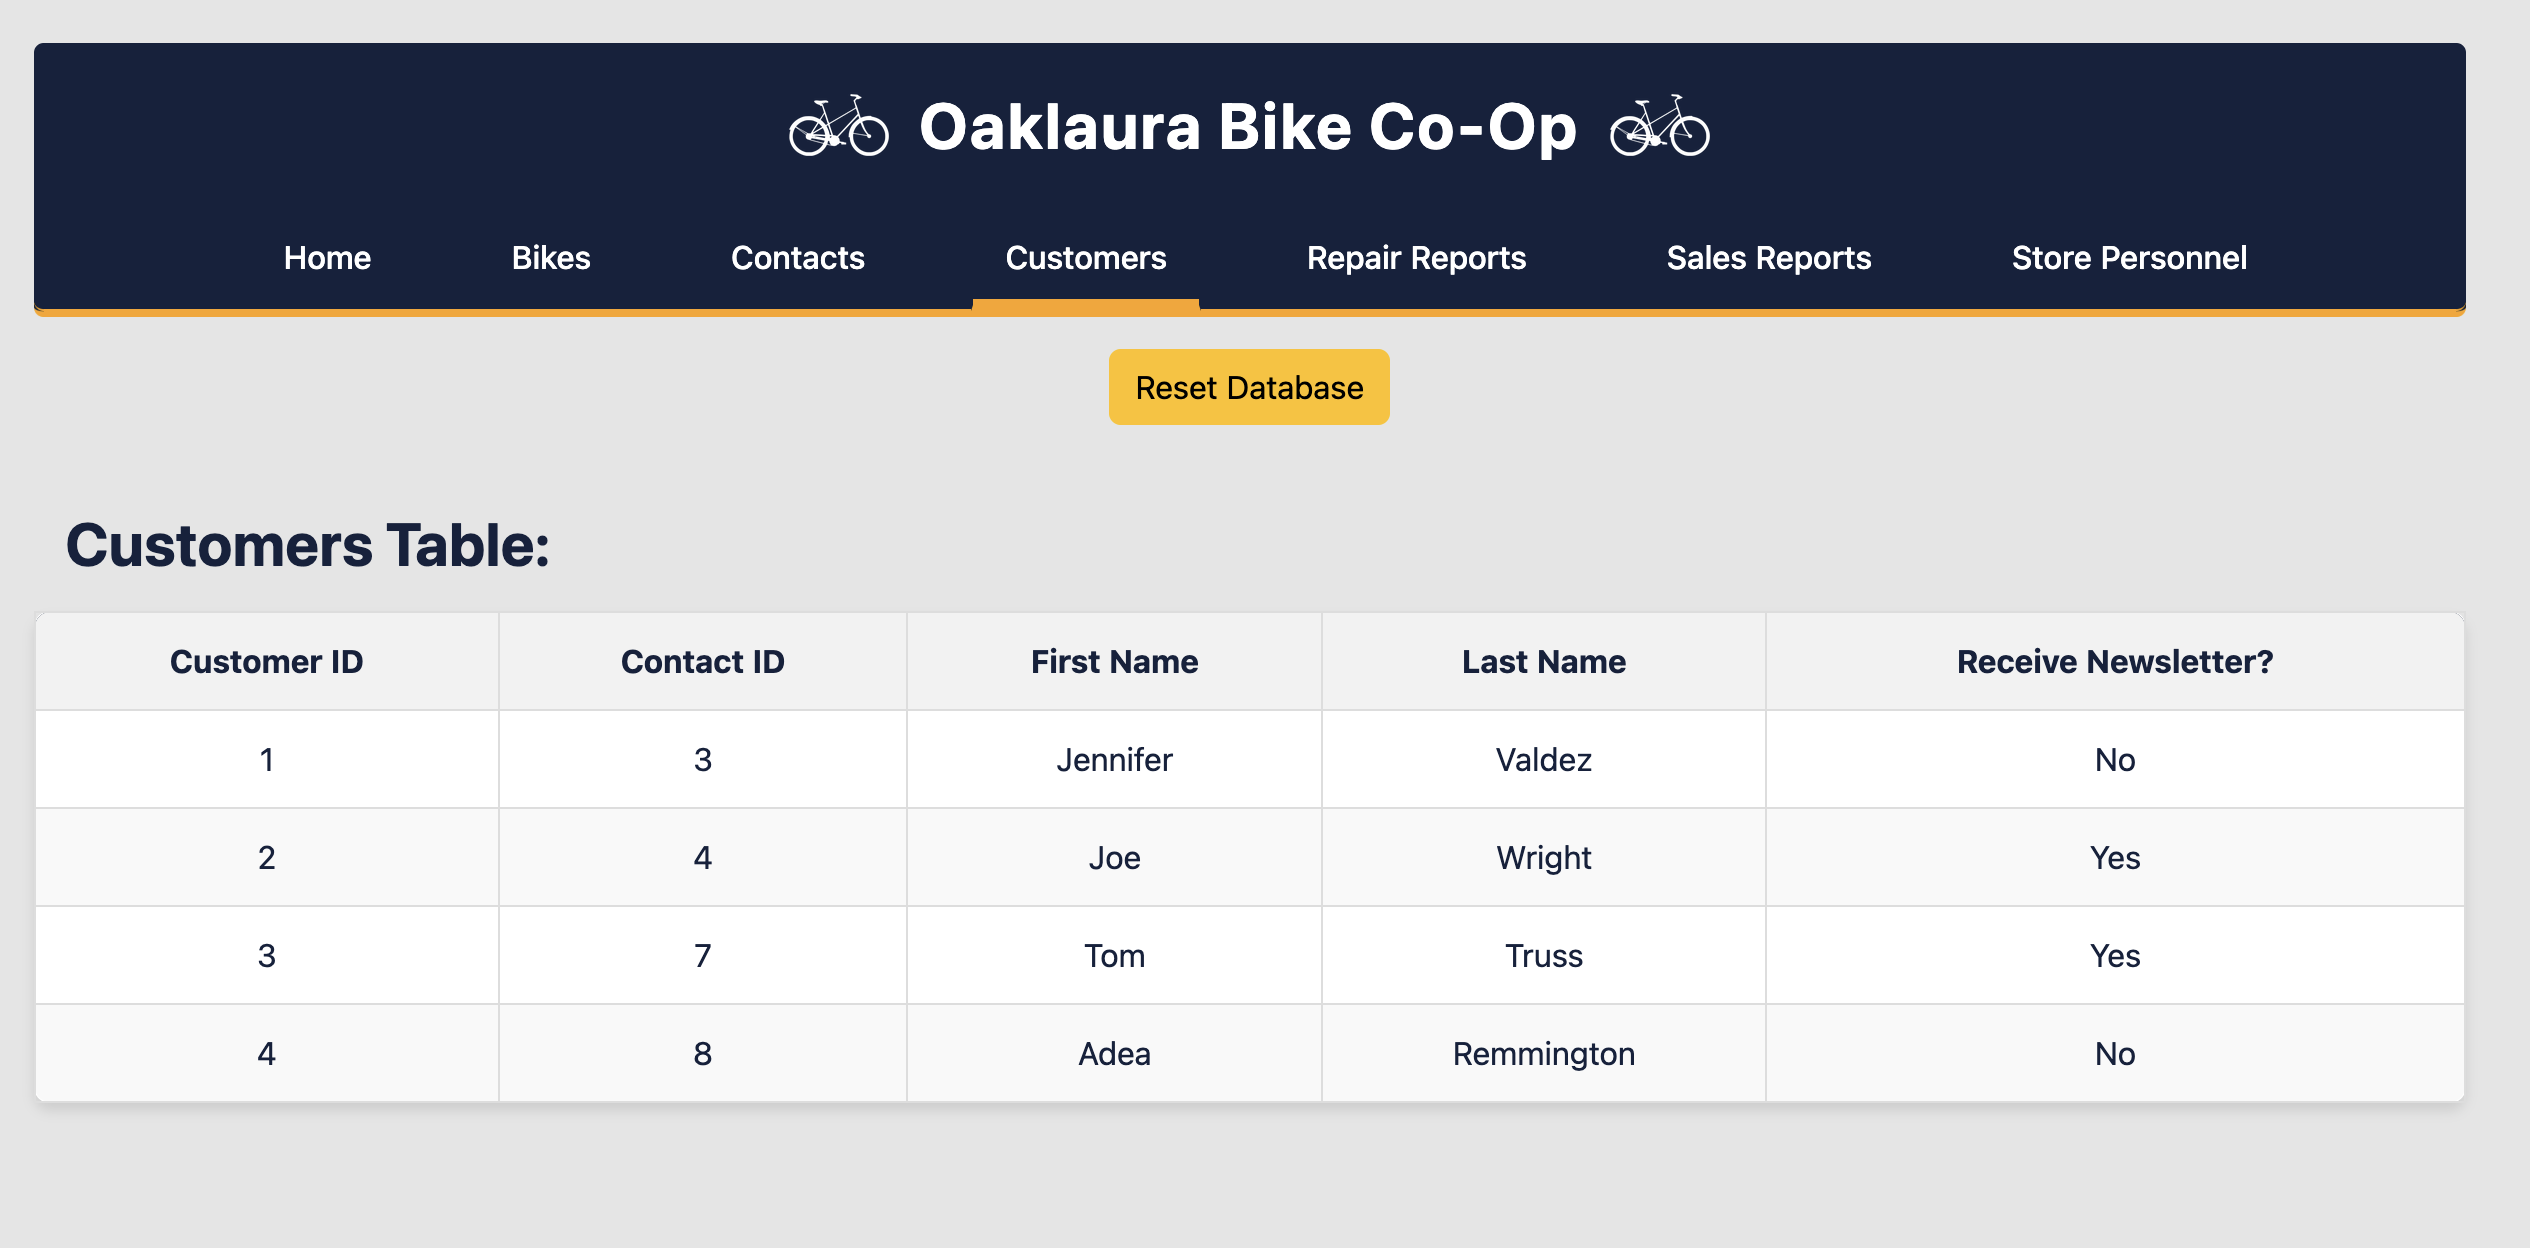 Oaklaura Bike Co-Op
Home Bikes Contacts Customers Repair Reports Sales Reports Store Personnel
Reset Database
Customers Table:
Customer ID Contact ID First Name Last Name Receive Newsletter?
1 3 Jennifer Valdez No
2 4 Joe Wright Yes
3 7 Tom Truss Yes
4 8 Adea Remmington No